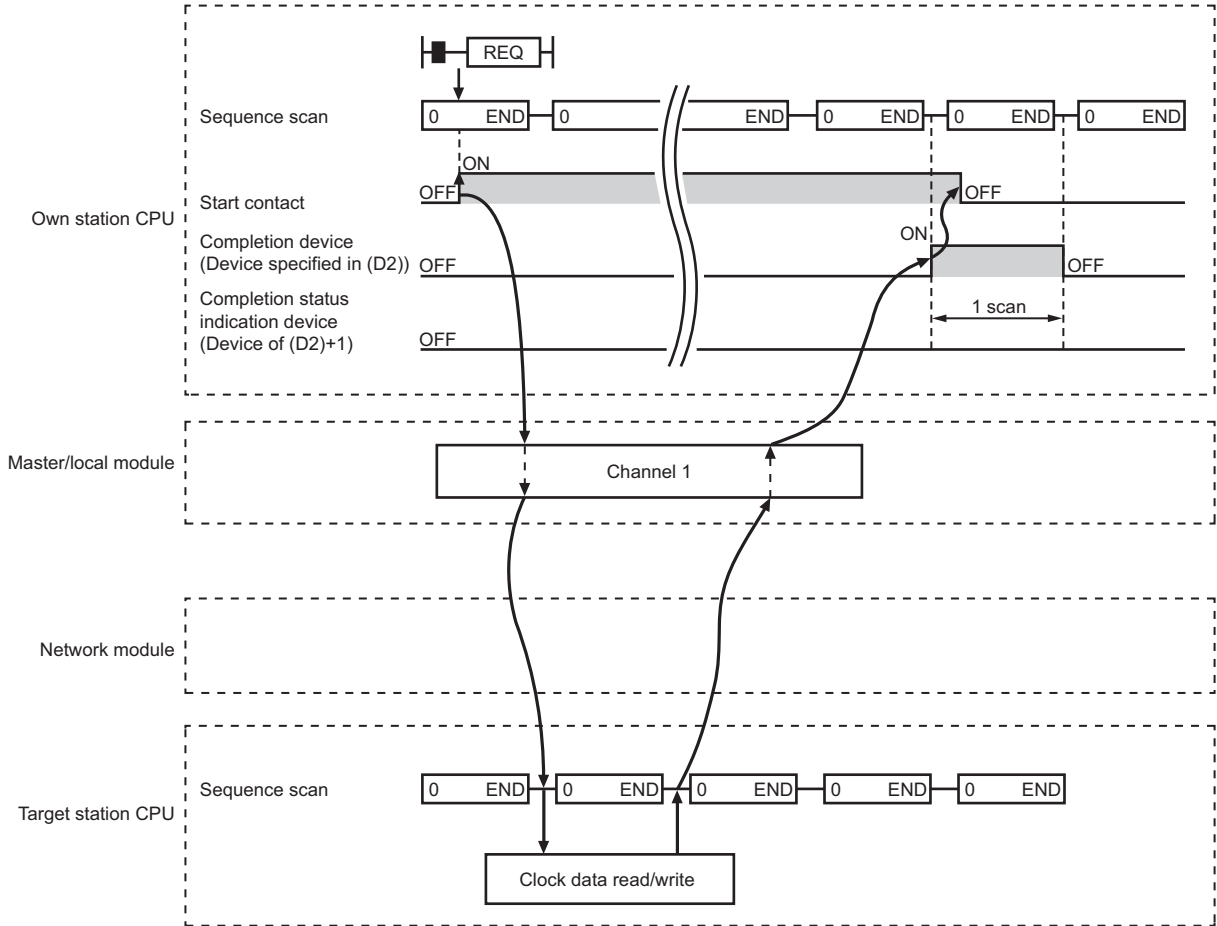 REQ
Sequence scan
0 END 0 END 0 END 0 END 0 END
Own station CPU
Start contact
OFF ON OFF
Completion device
(Device specified in (D2))
OFF ON OFF
1 scan
Completion status
indication device
(Device of (D2)+1)
OFF
Master/local module
Channel 1
Network module
Target station CPU
Sequence scan
0 END 0 END 0 END 0 END 0 END
Clock data read/write